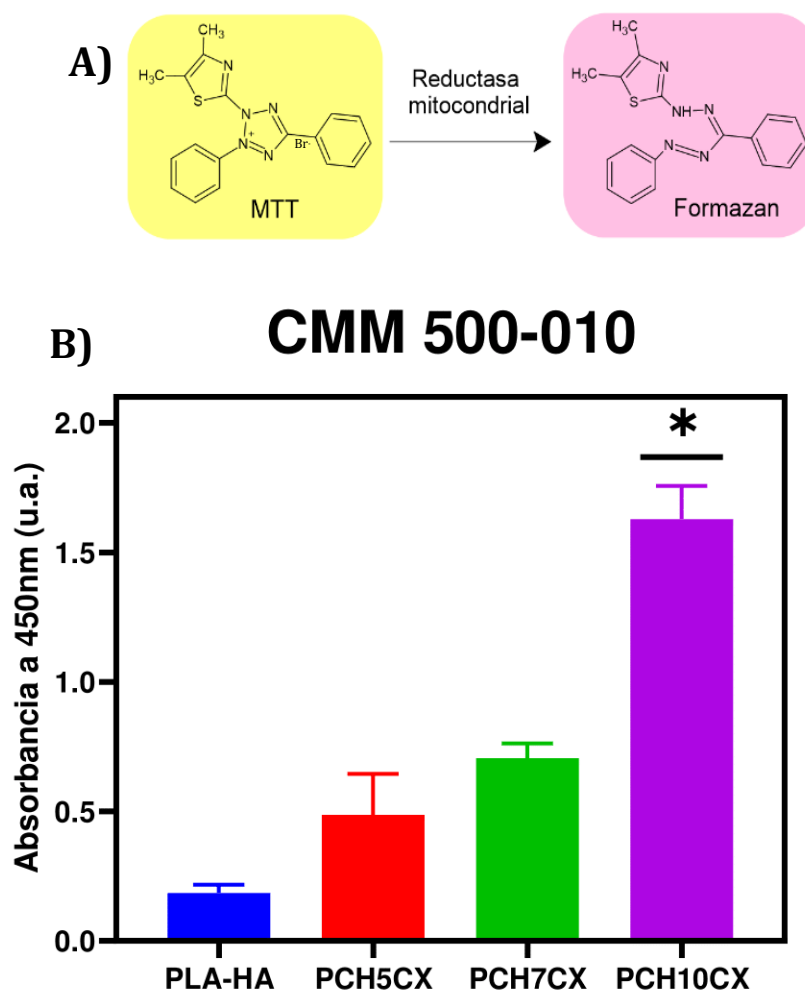 A)
CH₃
H₃C
N
S
N
N
N⁺
N
Br-
MTT
Reductasa
mitocondrial
CH₃
H₃C
N
S
NH
N
N
N
Formazan
B)
CMM 500-010
Absorbancia a 450nm (u.a.)
2.0
1.5
1.0
0.5
0.0
*
PLA-HA
PCH5CX
PCH7CX
PCH10CX